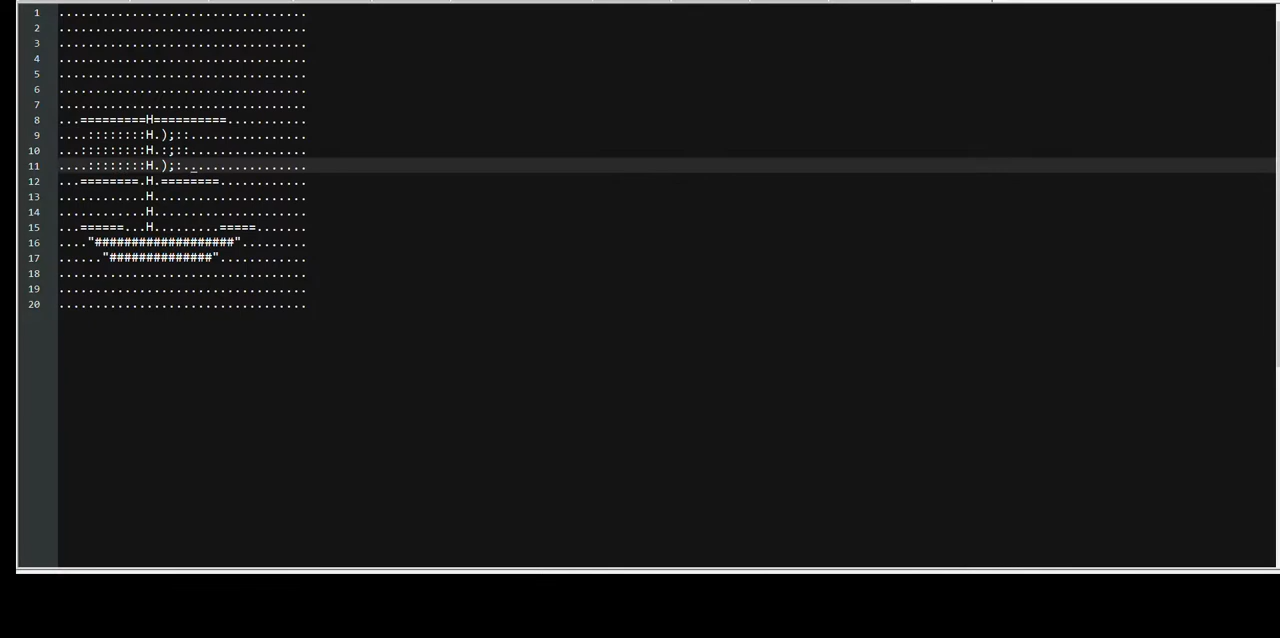 1 ..................................
2 ..................................
3 ..................................
4 ..................................
5 ..................................
6 ..................................
7 ..................................
8 ...=========H==========...........
9 ....::::::::H.);::................
10 ...:::::::::H.:;::................
11 ....::::::::H.);:._...............
12 ...========.H.========............
13 ............H.....................
14 ............H.....................
15 ...======...H.........=====.......
16 ...."###################".........
17 ......"##############"............
18 ..................................
19 ..................................
20 ..................................